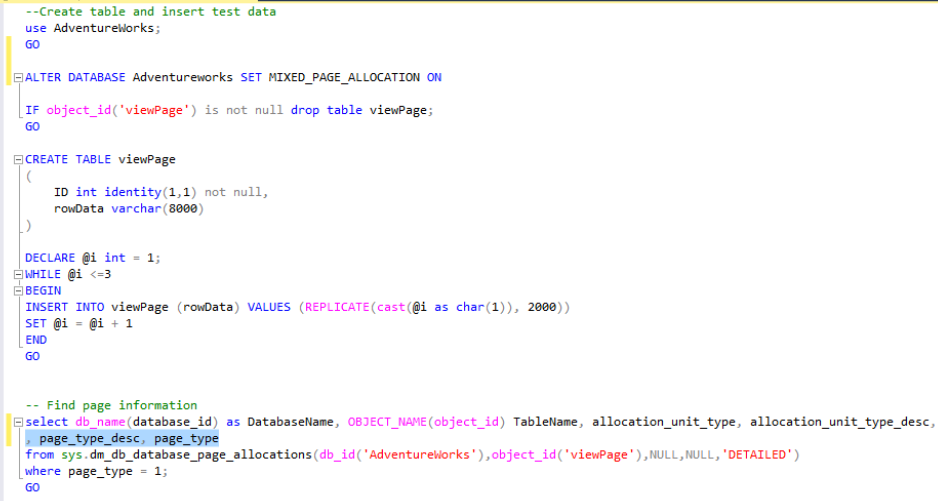 --Create table and insert test data
use AdventureWorks;
GO
ALTER DATABASE Adventureworks SET MIXED_PAGE_ALLOCATION ON
IF object_id('viewPage') is not null drop table viewPage;
GO
CREATE TABLE viewPage
(
ID int identity(1,1) not null,
rowData varchar(8000)
)
DECLARE @i int = 1;
WHILE @i <=3
BEGIN
INSERT INTO viewPage (rowData) VALUES (REPLICATE(cast(@i as char(1)), 2000))
SET @i = @i + 1
END
GO
-- Find page information
select db_name(database_id) as DatabaseName, OBJECT_NAME(object_id) TableName, allocation_unit_type, allocation_unit_type_desc,
, page_type_desc, page_type
from sys.dm_db_database_page_allocations(db_id('AdventureWorks'),object_id('viewPage'),NULL,NULL,'DETAILED')
where page_type = 1;
GO